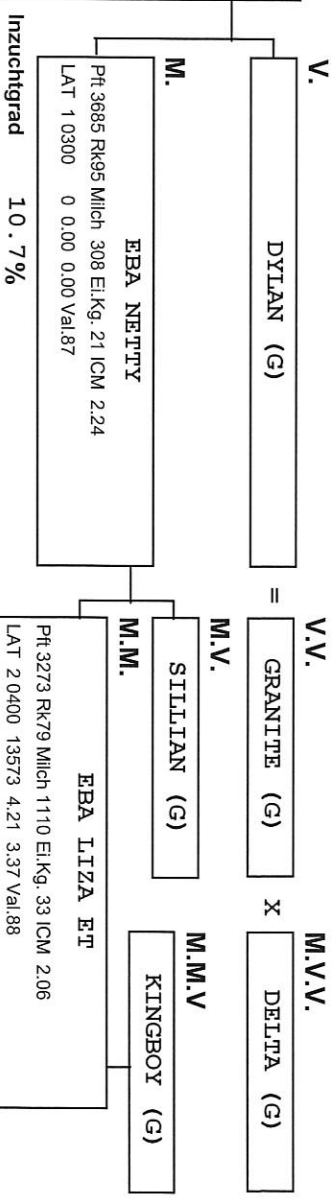 V.
DYLAN (G)
=
V.V.
GRANITE (G)
X
M.V.V.
DELTA (G)
M.
EBA NETTY
Pft 3685 Rk95 Milch 308 Ei.Kg. 21 ICM 2.24
LAT 1 0300 0 0.00 0.00 Val.87
M.V.
SILLIAN (G)
M.M.
EBA LIZA ET
Pft 3273 Rk79 Milch 1110 Ei.Kg. 33 ICM 2.06
LAT 2 0400 13573 4.21 3.37 Val.88
M.M.V
KINGBOY (G)
Inzuchtgrad 10.7%